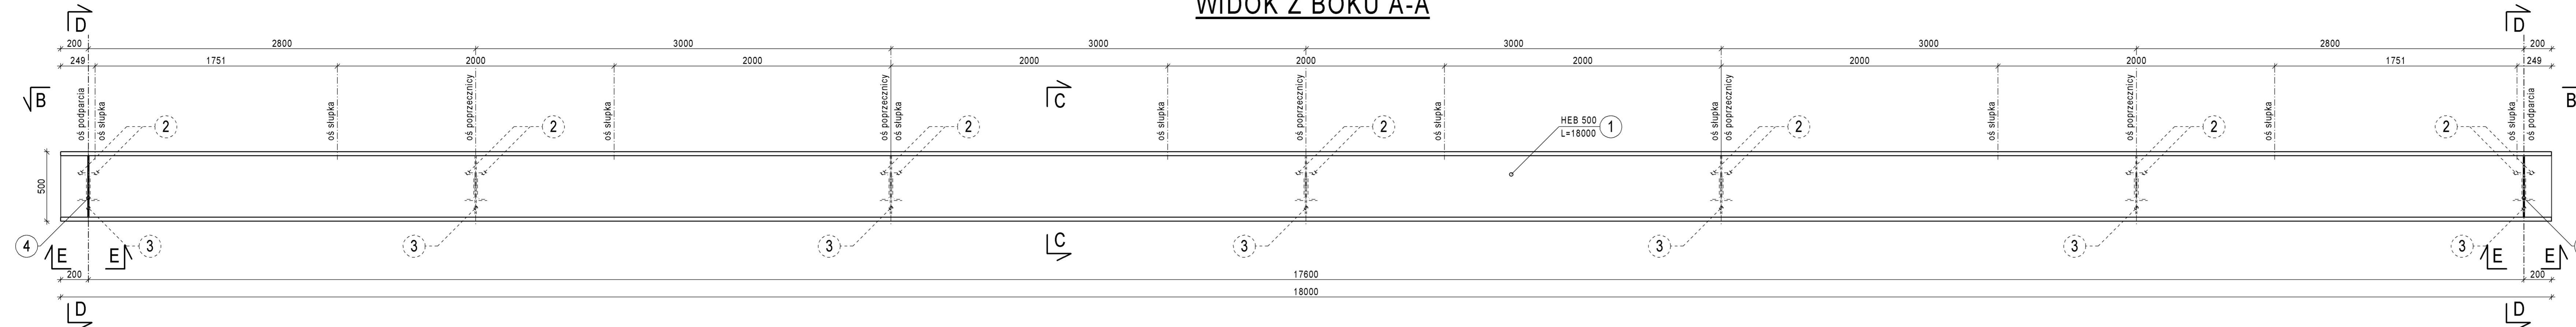 WIDOK Z BOKU A-A
D D
200 2800 3000 3000 3000 3000 2800 200
249 1751 2000 2000 2000 2000 2000 2000 2000 1751 249
B C B
oś podparcia
oś słupka
oś słupka
oś poprzecznicy
oś słupka
oś poprzecznicy
oś słupka
oś słupka
oś poprzecznicy
oś słupka
oś słupka
oś poprzecznicy
oś słupka
oś poprzecznicy
oś słupka
oś słupka
oś podparcia
2 2 2 2 2 2 2
HEB 500
L=18000
1
500
4 3 3 3 3 3 3 3
E E C E E
200 17600 200
18000
D D